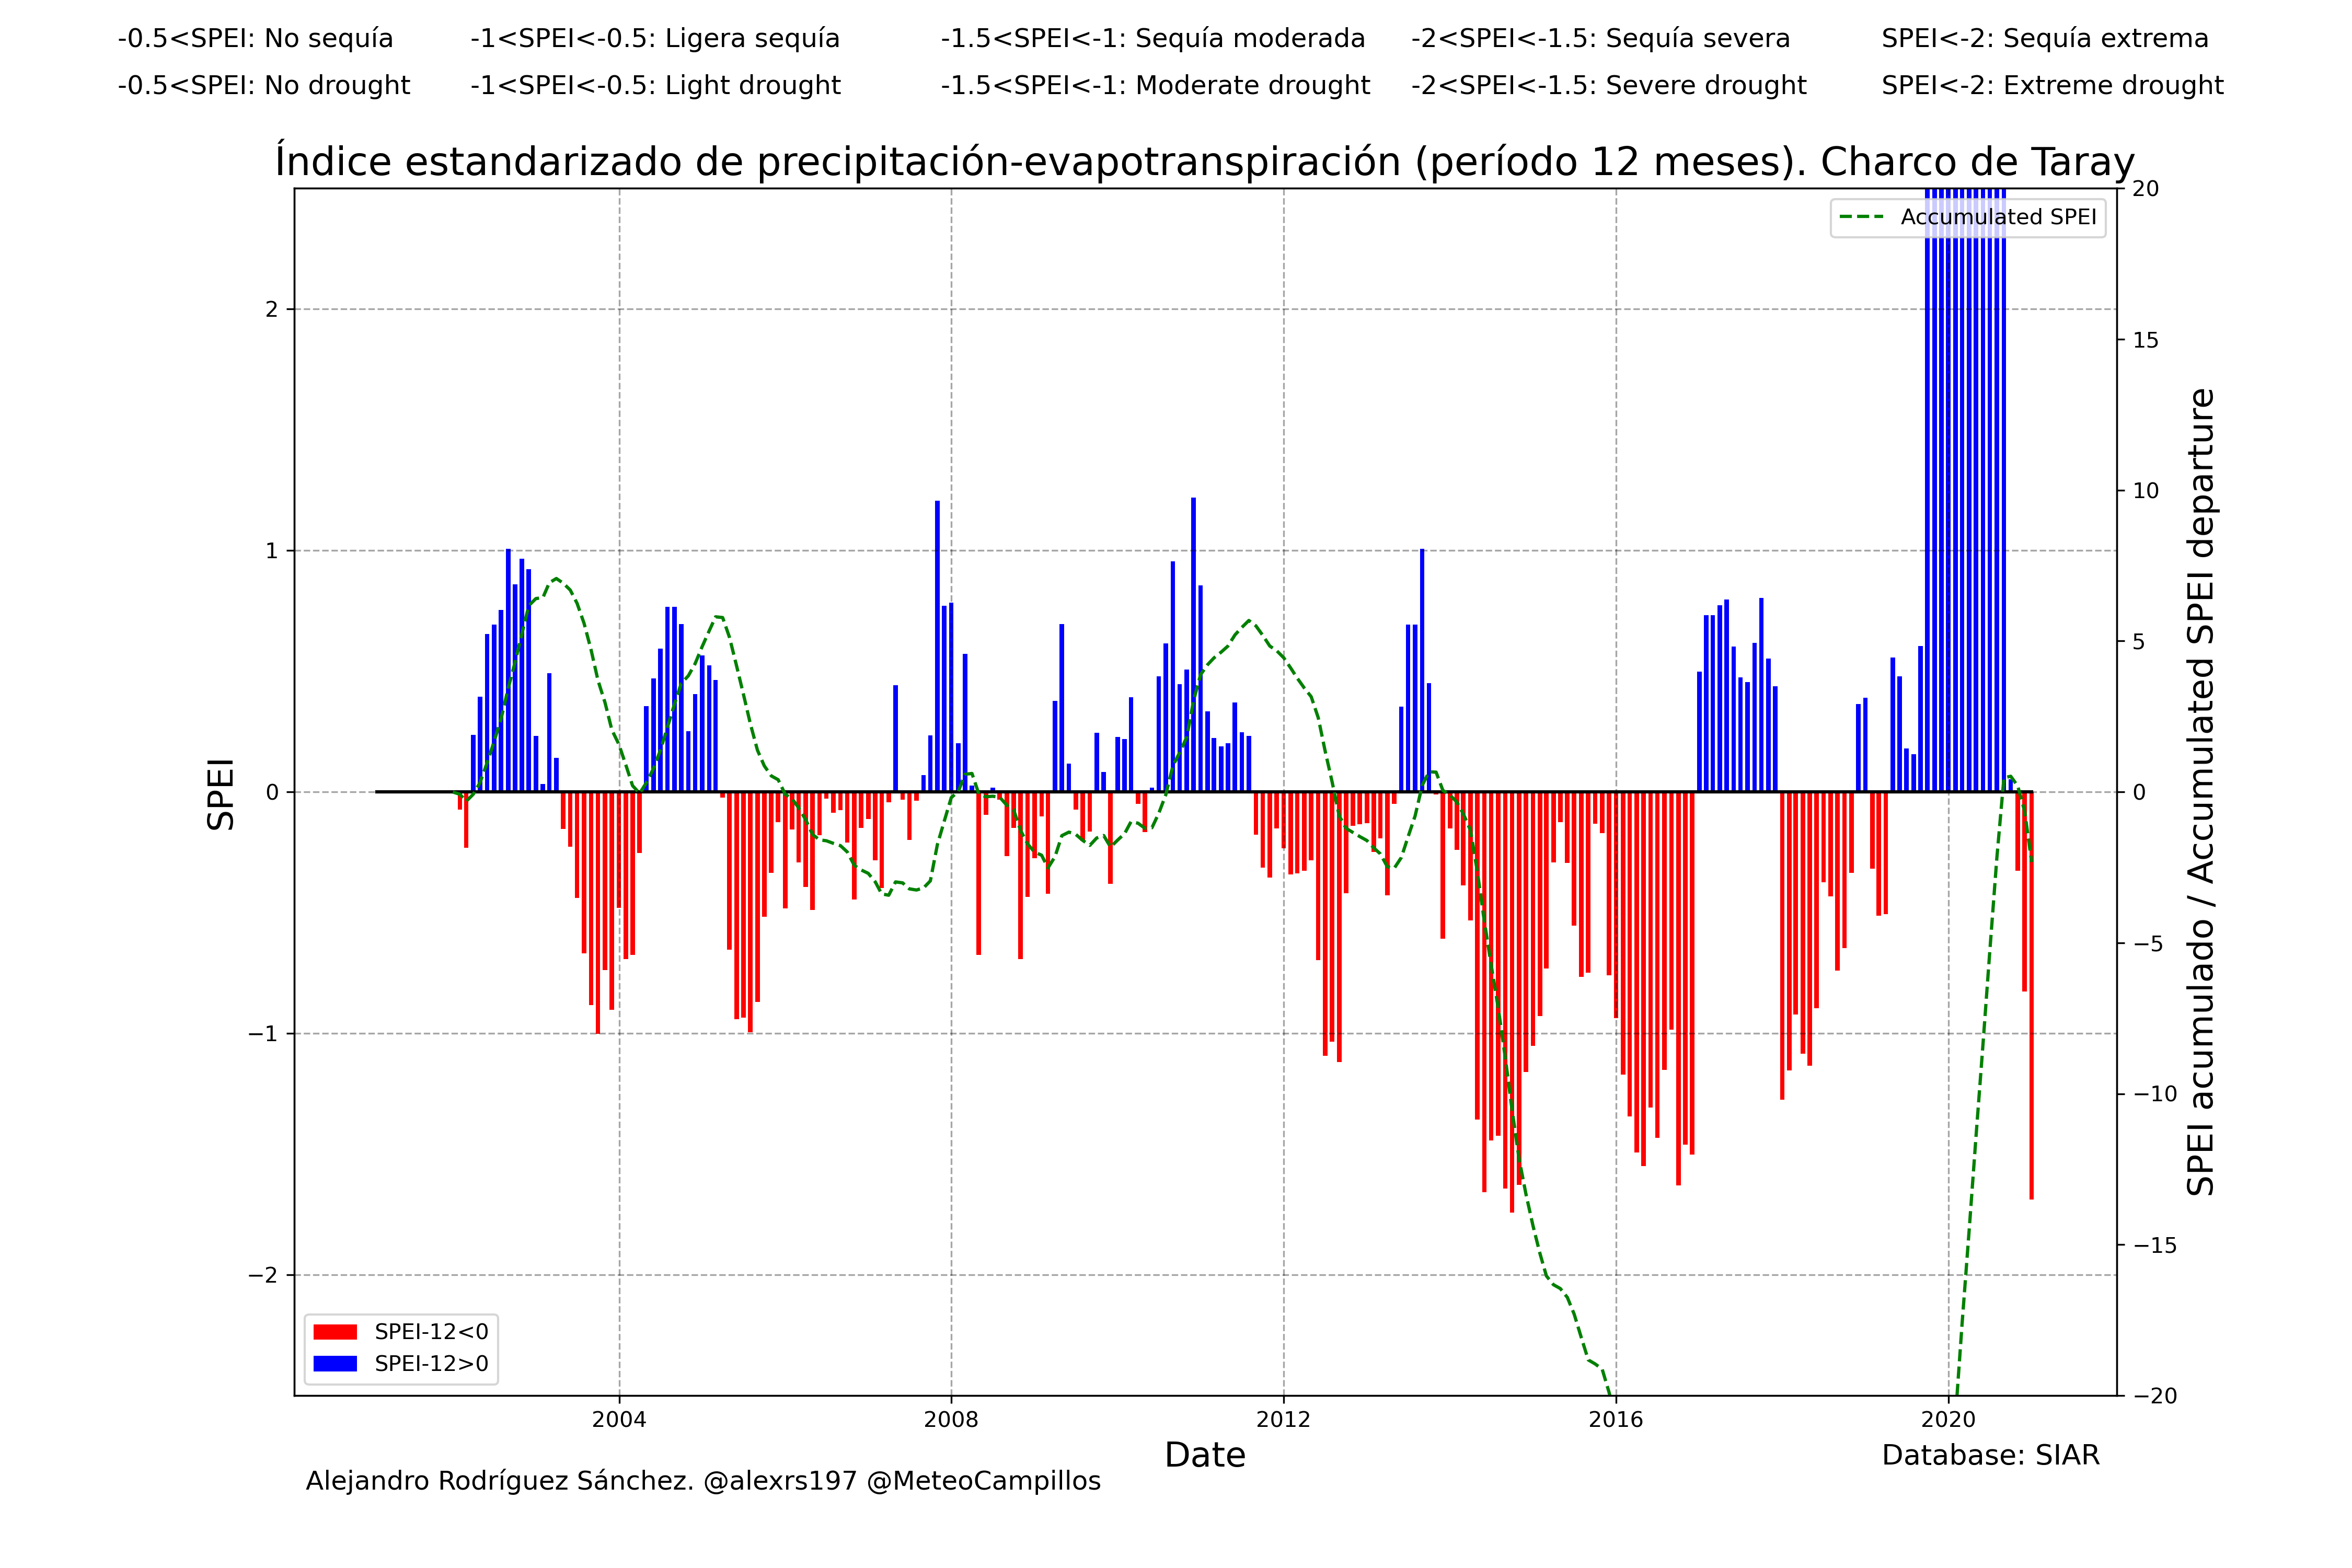 -0.5<SPEI: No sequía -1<SPEI<-0.5: Ligera sequía -1.5<SPEI<-1: Sequía moderada -2<SPEI<-1.5: Sequía severa SPEI<-2: Sequía extrema
-0.5<SPEI: No drought -1<SPEI<-0.5: Light drought -1.5<SPEI<-1: Moderate drought -2<SPEI<-1.5: Severe drought SPEI<-2: Extreme drought
Índice estandarizado de precipitación-evapotranspiración (período 12 meses). Charco de Taray
Accumulated SPEI
SPEI
2
1
0
−1
−2
20
15
10
5
0
−5
−10
−15
−20
SPEI acumulado / Accumulated SPEI departure
SPEI-12<0
SPEI-12>0
2004 2008 2012 2016 2020
Date
Database: SIAR
Alejandro Rodríguez Sánchez. @alexrs197 @MeteoCampillos